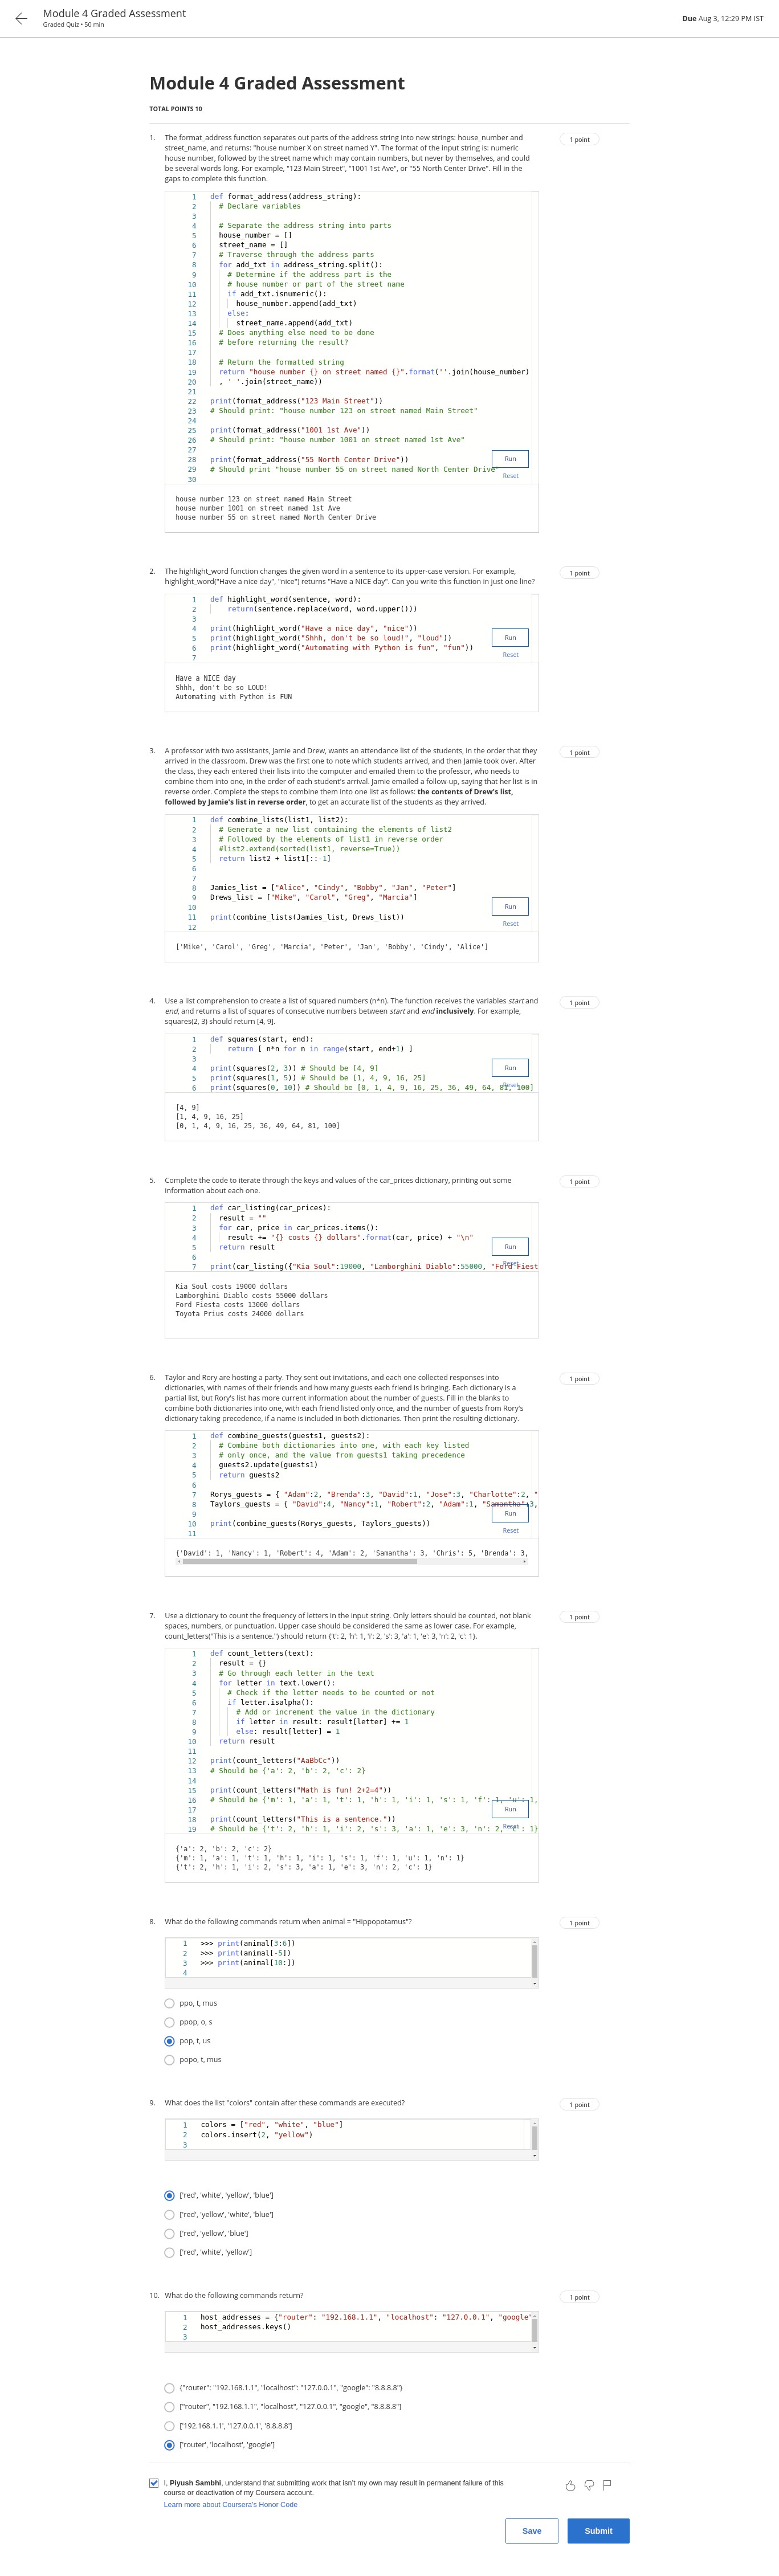 Module 4 Graded Assessment
Graded Quiz • 50 min
Due Aug 3, 12:29 PM IST
Module 4 Graded Assessment
TOTAL POINTS 10
1. The format_address function separates out parts of the address string into new strings: house_number and
street_name, and returns: "house number X on street named Y". The format of the input string is: numeric
house number, followed by the street name which may contain numbers, but never by themselves, and could
be several words long. For example, "123 Main Street", "1001 1st Ave", or "55 North Center Drive". Fill in the
gaps to complete this function.
1 point
1 def format_address(address_string):
2 # Declare variables
3
4 # Separate the address string into parts
5 house_number = []
6 street_name = []
7 # Traverse through the address parts
8 for add_txt in address_string.split():
9 # Determine if the address part is the
10 # house number or part of the street name
11 if add_txt.isnumeric():
12 house_number.append(add_txt)
13 else:
14 street_name.append(add_txt)
15 # Does anything else need to be done
16 # before returning the result?
17
18 # Return the formatted string
19 return "house number {} on street named {}".format(''.join(house_number)
20 , ' '.join(street_name))
21
22 print(format_address("123 Main Street"))
23 # Should print: "house number 123 on street named Main Street"
24
25 print(format_address("1001 1st Ave"))
26 # Should print: "house number 1001 on street named 1st Ave"
27
28 print(format_address("55 North Center Drive"))
29 # Should print "house number 55 on street named North Center Drive"
30
Run
Reset
house number 123 on street named Main Street
house number 1001 on street named 1st Ave
house number 55 on street named North Center Drive
2. The highlight_word function changes the given word in a sentence to its upper-case version. For example,
highlight_word("Have a nice day", "nice") returns "Have a NICE day". Can you write this function in just one line?
1 point
1 def highlight_word(sentence, word):
2 return(sentence.replace(word, word.upper()))
3
4 print(highlight_word("Have a nice day", "nice"))
5 print(highlight_word("Shhh, don't be so loud!", "loud"))
6 print(highlight_word("Automating with Python is fun", "fun"))
7
Run
Reset
Have a NICE day
Shhh, don't be so LOUD!
Automating with Python is FUN
3. A professor with two assistants, Jamie and Drew, wants an attendance list of the students, in the order that they
arrived in the classroom. Drew was the first one to note which students arrived, and then Jamie took over. After
the class, they each entered their lists into the computer and emailed them to the professor, who needs to
combine them into one, in the order of each student's arrival. Jamie emailed a follow-up, saying that her list is in
reverse order. Complete the steps to combine them into one list as follows: the contents of Drew's list,
followed by Jamie's list in reverse order, to get an accurate list of the students as they arrived.
1 point
1 def combine_lists(list1, list2):
2 # Generate a new list containing the elements of list2
3 # Followed by the elements of list1 in reverse order
4 #list2.extend(sorted(list1, reverse=True))
5 return list2 + list1[::-1]
6
7
8 Jamies_list = ["Alice", "Cindy", "Bobby", "Jan", "Peter"]
9 Drews_list = ["Mike", "Carol", "Greg", "Marcia"]
10
11 print(combine_lists(Jamies_list, Drews_list))
12
Run
Reset
['Mike', 'Carol', 'Greg', 'Marcia', 'Peter', 'Jan', 'Bobby', 'Cindy', 'Alice']
4. Use a list comprehension to create a list of squared numbers (n*n). The function receives the variables start and
end, and returns a list of squares of consecutive numbers between start and end inclusively. For example,
squares(2, 3) should return [4, 9].
1 point
1 def squares(start, end):
2 return [ n*n for n in range(start, end+1) ]
3
4 print(squares(2, 3)) # Should be [4, 9]
5 print(squares(1, 5)) # Should be [1, 4, 9, 16, 25]
6 print(squares(0, 10)) # Should be [0, 1, 4, 9, 16, 25, 36, 49, 64, 81, 100]
Run
Reset
[4, 9]
[1, 4, 9, 16, 25]
[0, 1, 4, 9, 16, 25, 36, 49, 64, 81, 100]
5. Complete the code to iterate through the keys and values of the car_prices dictionary, printing out some
information about each one.
1 point
1 def car_listing(car_prices):
2 result = ""
3 for car, price in car_prices.items():
4 result += "{} costs {} dollars".format(car, price) + "\n"
5 return result
6
7 print(car_listing({"Kia Soul":19000, "Lamborghini Diablo":55000, "Ford Fiest
Run
Reset
Kia Soul costs 19000 dollars
Lamborghini Diablo costs 55000 dollars
Ford Fiesta costs 13000 dollars
Toyota Prius costs 24000 dollars
6. Taylor and Rory are hosting a party. They sent out invitations, and each one collected responses into
dictionaries, with names of their friends and how many guests each friend is bringing. Each dictionary is a
partial list, but Rory's list has more current information about the number of guests. Fill in the blanks to
combine both dictionaries into one, with each friend listed only once, and the number of guests from Rory's
dictionary taking precedence, if a name is included in both dictionaries. Then print the resulting dictionary.
1 point
1 def combine_guests(guests1, guests2):
2 # Combine both dictionaries into one, with each key listed
3 # only once, and the value from guests1 taking precedence
4 guests2.update(guests1)
5 return guests2
6
7 Rorys_guests = { "Adam":2, "Brenda":3, "David":1, "Jose":3, "Charlotte":2, "
8 Taylors_guests = { "David":4, "Nancy":1, "Robert":2, "Adam":1, "Samantha":3,
9
10 print(combine_guests(Rorys_guests, Taylors_guests))
11
Run
Reset
{'David': 1, 'Nancy': 1, 'Robert': 4, 'Adam': 2, 'Samantha': 3, 'Chris': 5, 'Brenda': 3,
7. Use a dictionary to count the frequency of letters in the input string. Only letters should be counted, not blank
spaces, numbers, or punctuation. Upper case should be considered the same as lower case. For example,
count_letters("This is a sentence.") should return {'t': 2, 'h': 1, 'i': 2, 's': 3, 'a': 1, 'e': 3, 'n': 2, 'c': 1}.
1 point
1 def count_letters(text):
2 result = {}
3 # Go through each letter in the text
4 for letter in text.lower():
5 # Check if the letter needs to be counted or not
6 if letter.isalpha():
7 # Add or increment the value in the dictionary
8 if letter in result: result[letter] += 1
9 else: result[letter] = 1
10 return result
11
12 print(count_letters("AaBbCc"))
13 # Should be {'a': 2, 'b': 2, 'c': 2}
14
15 print(count_letters("Math is fun! 2+2=4"))
16 # Should be {'m': 1, 'a': 1, 't': 1, 'h': 1, 'i': 1, 's': 1, 'f': 1, 'u': 1,
17
18 print(count_letters("This is a sentence."))
19 # Should be {'t': 2, 'h': 1, 'i': 2, 's': 3, 'a': 1, 'e': 3, 'n': 2, 'c': 1}
Run
Reset
{'a': 2, 'b': 2, 'c': 2}
{'m': 1, 'a': 1, 't': 1, 'h': 1, 'i': 1, 's': 1, 'f': 1, 'u': 1, 'n': 1}
{'t': 2, 'h': 1, 'i': 2, 's': 3, 'a': 1, 'e': 3, 'n': 2, 'c': 1}
8. What do the following commands return when animal = "Hippopotamus"?
1 point
1 >>> print(animal[3:6])
2 >>> print(animal[-5])
3 >>> print(animal[10:])
4
ppo, t, mus
ppop, o, s
pop, t, us
popo, t, mus
9. What does the list "colors" contain after these commands are executed?
1 point
1 colors = ["red", "white", "blue"]
2 colors.insert(2, "yellow")
3
['red', 'white', 'yellow', 'blue']
['red', 'yellow', 'white', 'blue']
['red', 'yellow', 'blue']
['red', 'white', 'yellow']
10. What do the following commands return?
1 point
1 host_addresses = {"router": "192.168.1.1", "localhost": "127.0.0.1", "google"
2 host_addresses.keys()
3
{"router": "192.168.1.1", "localhost": "127.0.0.1", "google": "8.8.8.8"}
["router", "192.168.1.1", "localhost", "127.0.0.1", "google", "8.8.8.8"]
['192.168.1.1', '127.0.0.1', '8.8.8.8']
['router', 'localhost', 'google']
I, Piyush Sambhi, understand that submitting work that isn't my own may result in permanent failure of this
course or deactivation of my Coursera account.
Learn more about Coursera's Honor Code
Save
Submit